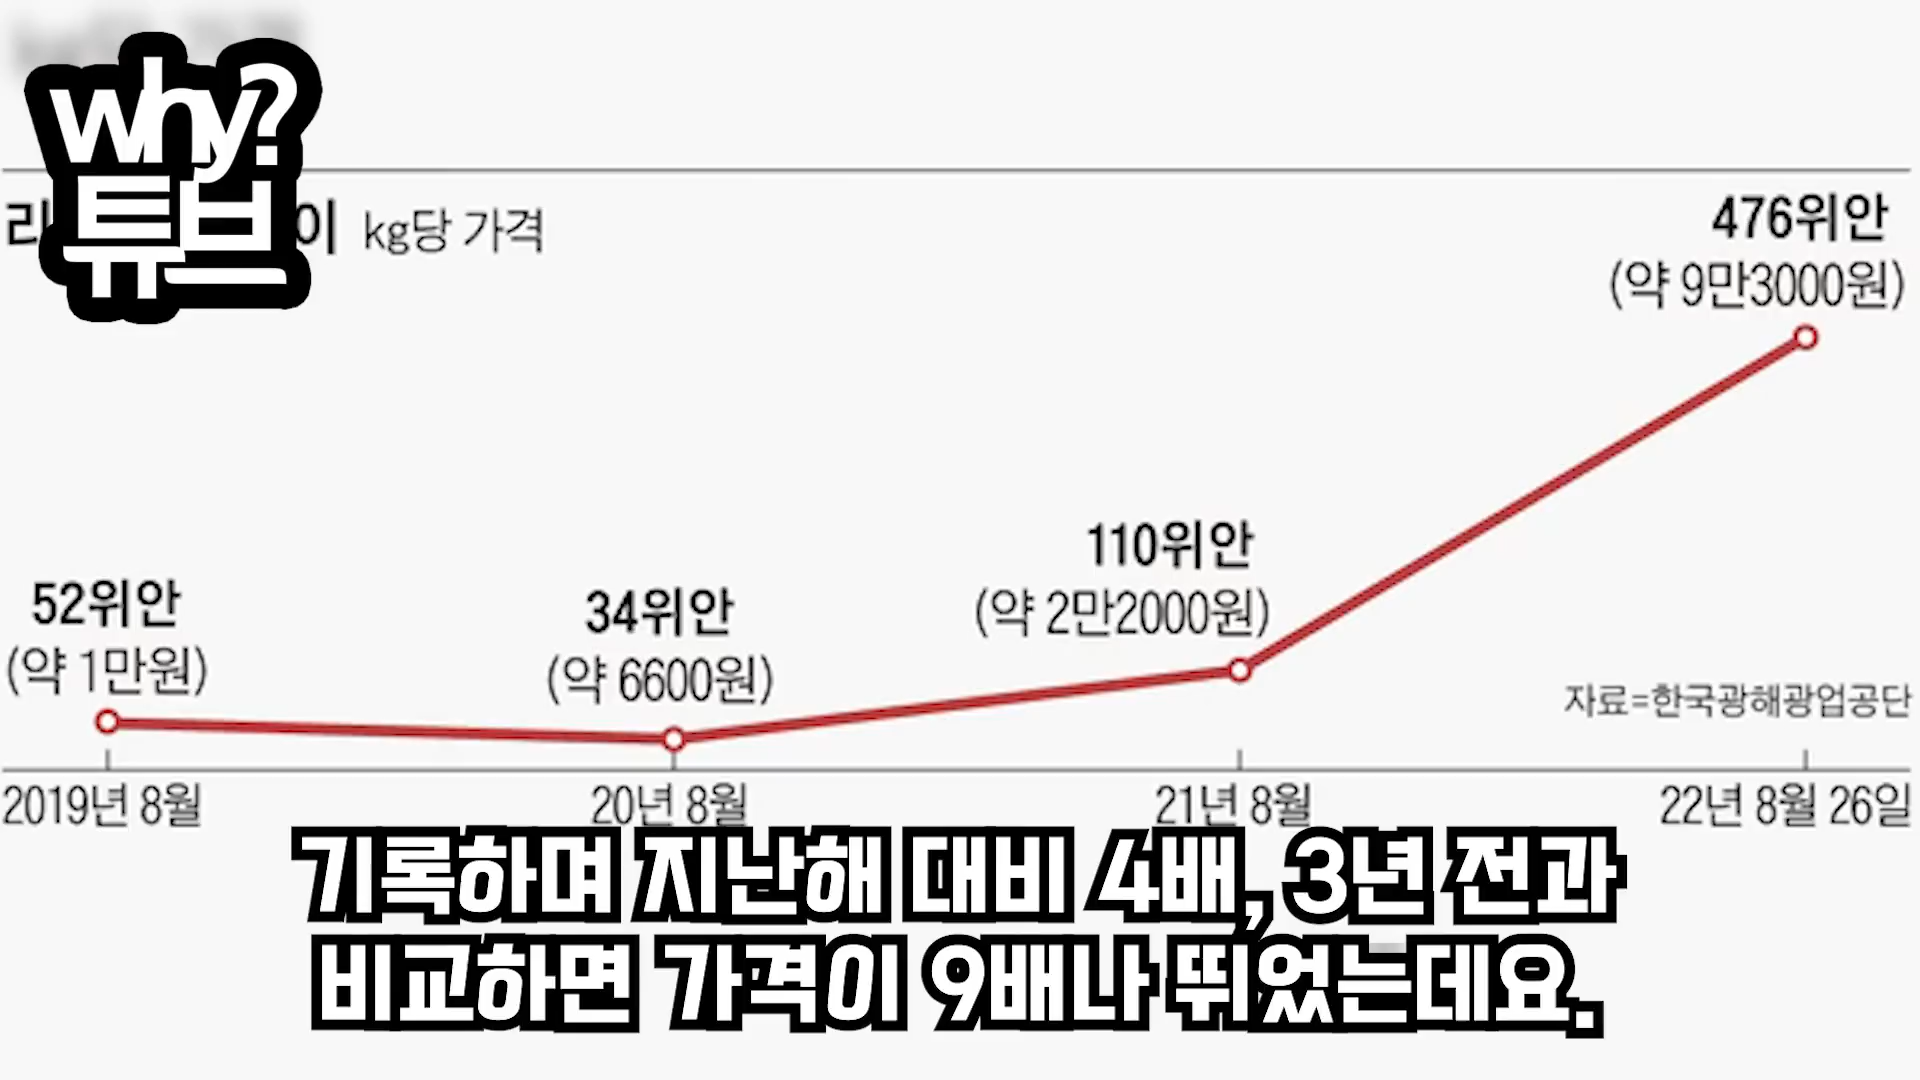 why?
튜브
kg당 가격
476위안
(약 9만3000원)
110위안
(약 2만2000원)
52위안
(약 1만원)
34위안
(약 6600원)
자료=한국광해광업공단
2019년 8월
20년 8월
21년 8월
22년 8월 26일
기록하며 지난해 대비 4배, 3년 전과
비교하면 가격이 9배나 뛰었는데요.